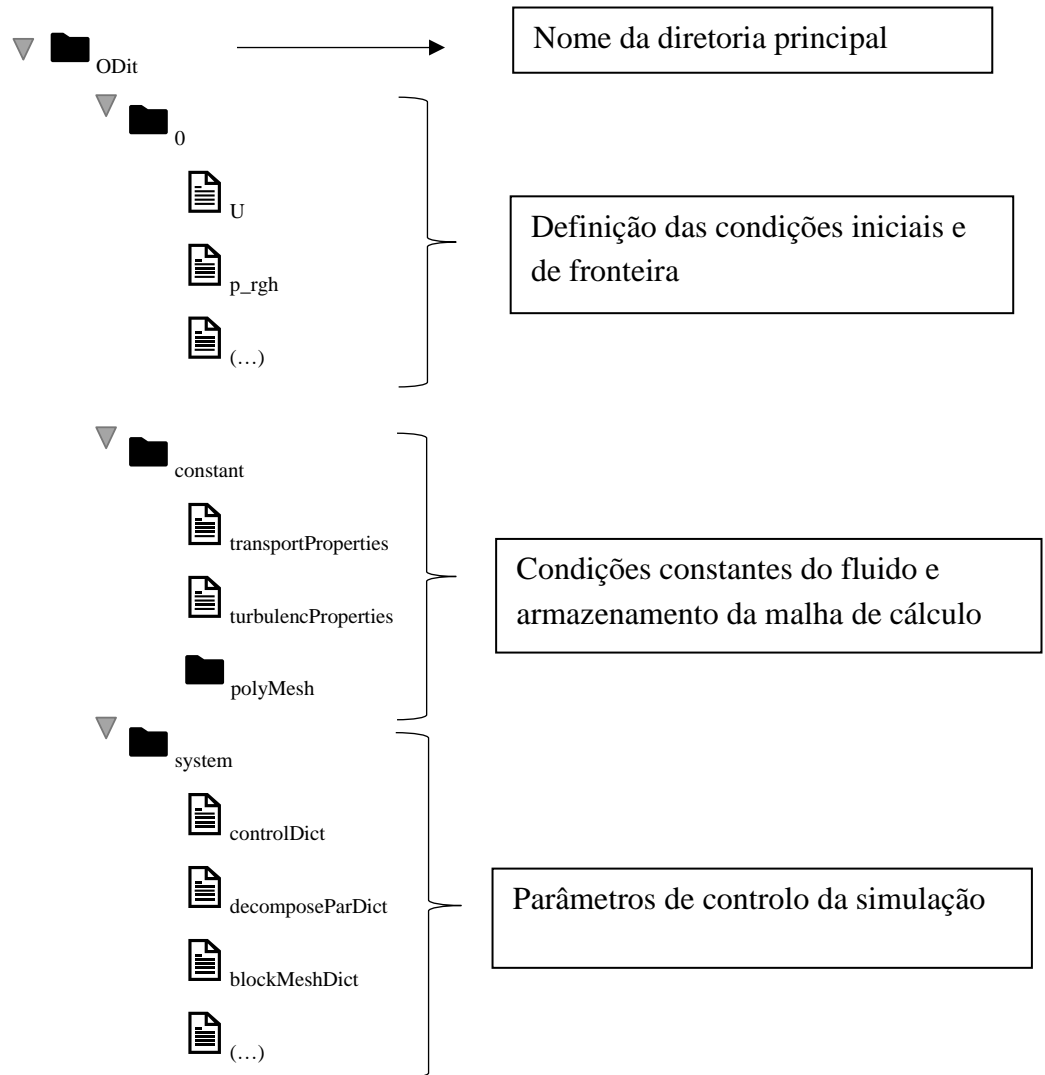 ODit
Nome da diretoria principal
0
U
p_rgh
(…)
Definição das condições iniciais e
de fronteira
constant
transportProperties
turbulencProperties
polyMesh
Condições constantes do fluido e
armazenamento da malha de cálculo
system
controlDict
decomposeParDict
blockMeshDict
(…)
Parâmetros de controlo da simulação